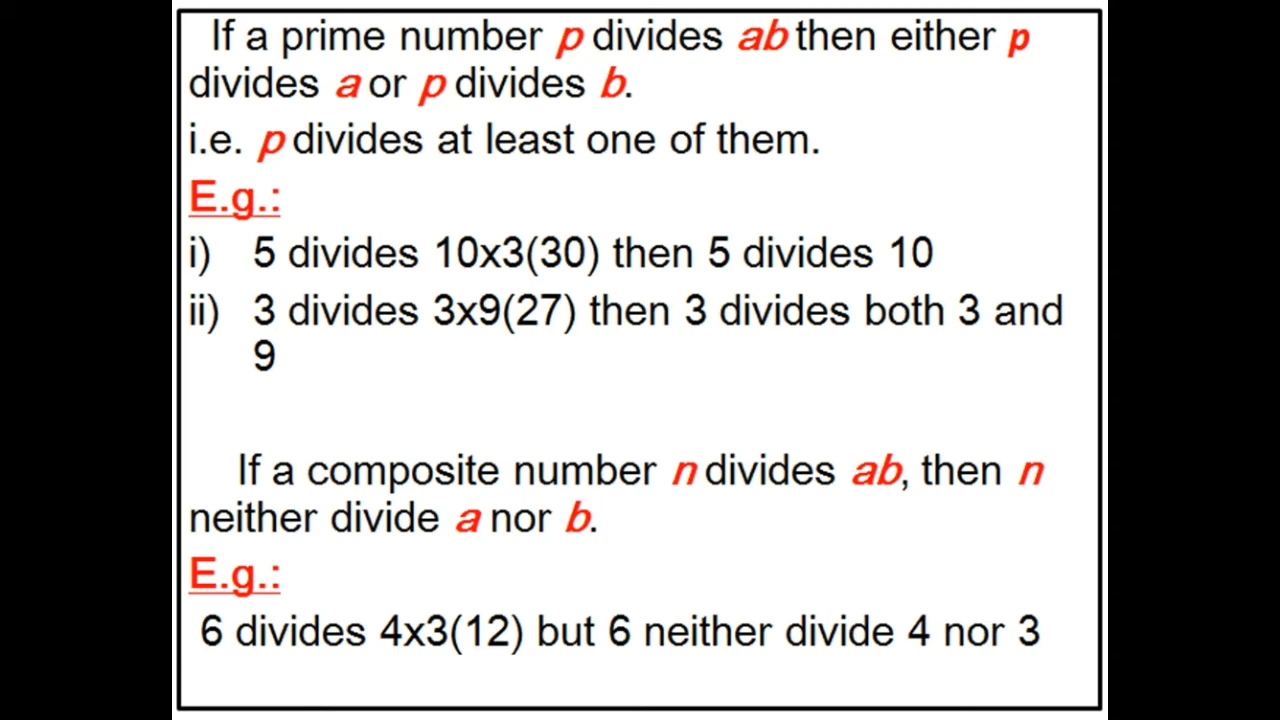 If a prime number p divides ab then either p
divides a or p divides b.
i.e. p divides at least one of them.
E.g.:
i) 5 divides 10x3(30) then 5 divides 10
ii) 3 divides 3x9(27) then 3 divides both 3 and
9
If a composite number n divides ab, then n
neither divide a nor b.
E.g.:
6 divides 4x3(12) but 6 neither divide 4 nor 3